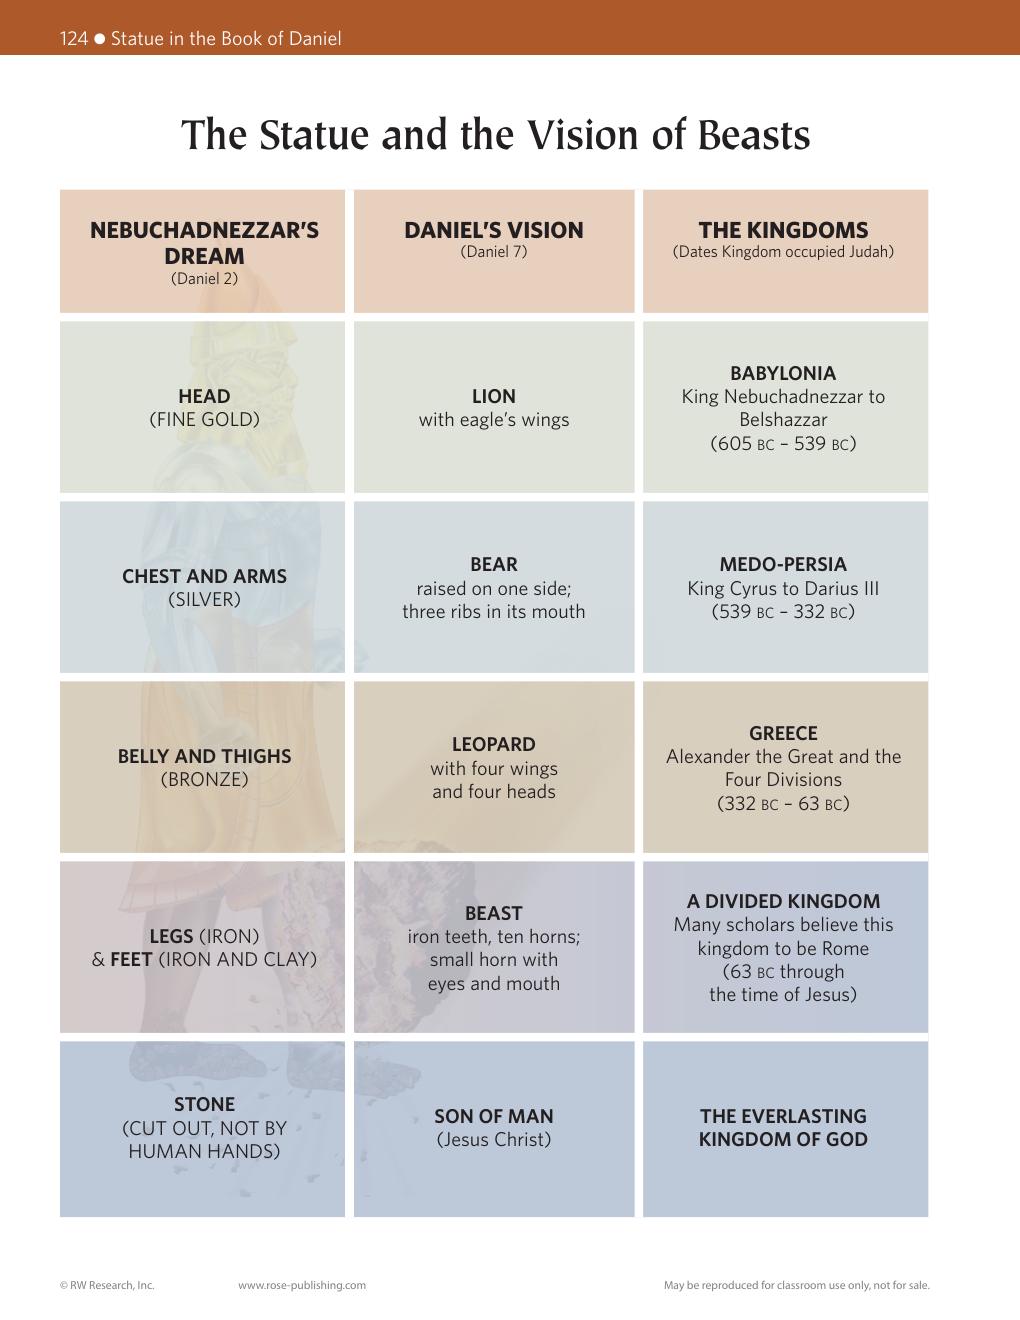 124 ● Statue in the Book of Daniel
The Statue and the Vision of Beasts
NEBUCHADNEZZAR'S
DREAM
(Daniel 2)
DANIEL'S VISION
(Daniel 7)
THE KINGDOMS
(Dates Kingdom occupied Judah)
HEAD
(FINE GOLD)
LION
with eagle's wings
BABYLONIA
King Nebuchadnezzar to
Belshazzar
(605 BC – 539 BC)
CHEST AND ARMS
(SILVER)
BEAR
raised on one side;
three ribs in its mouth
MEDO-PERSIA
King Cyrus to Darius III
(539 BC – 332 BC)
BELLY AND THIGHS
(BRONZE)
LEOPARD
with four wings
and four heads
GREECE
Alexander the Great and the
Four Divisions
(332 BC – 63 BC)
LEGS (IRON)
& FEET (IRON AND CLAY)
BEAST
iron teeth, ten horns;
small horn with
eyes and mouth
A DIVIDED KINGDOM
Many scholars believe this
kingdom to be Rome
(63 BC through
the time of Jesus)
STONE
(CUT OUT, NOT BY
HUMAN HANDS)
SON OF MAN
(Jesus Christ)
THE EVERLASTING
KINGDOM OF GOD
© RW Research, Inc.
www.rose-publishing.com
May be reproduced for classroom use only, not for sale.